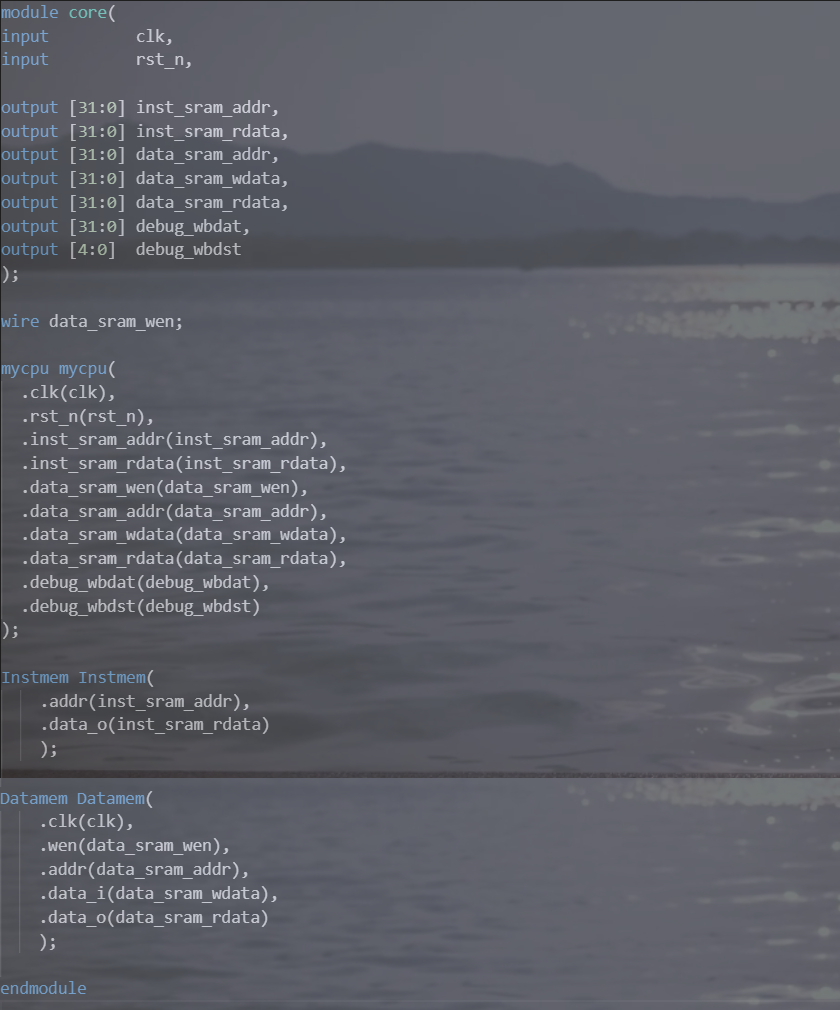 module core(
input         clk,
input         rst_n,
output [31:0] inst_sram_addr,
output [31:0] inst_sram_rdata,
output [31:0] data_sram_addr,
output [31:0] data_sram_wdata,
output [31:0] data_sram_rdata,
output [31:0] debug_wbdat,
output [4:0]  debug_wbdst
);
wire data_sram_wen;
mycpu mycpu(
  .clk(clk),
  .rst_n(rst_n),
  .inst_sram_addr(inst_sram_addr),
  .inst_sram_rdata(inst_sram_rdata),
  .data_sram_wen(data_sram_wen),
  .data_sram_addr(data_sram_addr),
  .data_sram_wdata(data_sram_wdata),
  .data_sram_rdata(data_sram_rdata),
  .debug_wbdat(debug_wbdat),
  .debug_wbdst(debug_wbdst)
);
Instmem Instmem(
    .addr(inst_sram_addr),
    .data_o(inst_sram_rdata)
    );
Datamem Datamem(
    .clk(clk),
    .wen(data_sram_wen),
    .addr(data_sram_addr),
    .data_i(data_sram_wdata),
    .data_o(data_sram_rdata)
    );
endmodule